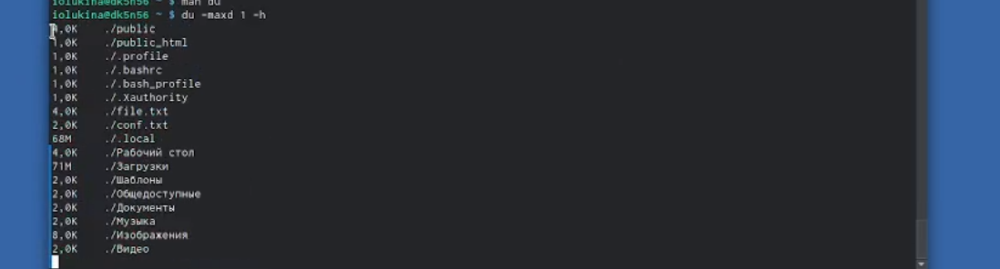 iolukina@dk5n56 ~ $ man du
iolukina@dk5n56 ~ $ du -maxd 1 -h
,0K ./public
1,0K ./public_html
1,0K ./.profile
1,0K ./.bashrc
1,0K ./.bash_profile
1,0K ./.Xauthority
4,0K ./file.txt
2,0K ./conf.txt
68M ./.local
4,0K ./Рабочий стол
71M ./Загрузки
2,0K ./Шаблоны
2,0K ./Общедоступные
2,0K ./Документы
2,0K ./Музыка
8,0K ./Изображения
2,0K ./Видео